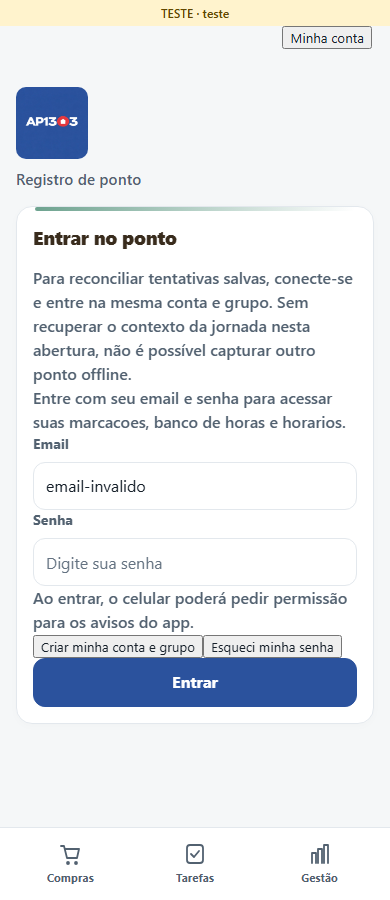 TESTE · teste
Minha conta
AP1303
Registro de ponto
Entrar no ponto
Para reconciliar tentativas salvas, conecte-se
e entre na mesma conta e grupo. Sem
recuperar o contexto da jornada nesta
abertura, não é possível capturar outro
ponto offline.
Entre com seu email e senha para acessar
suas marcacoes, banco de horas e horarios.
Email
email-invalido
Senha
Digite sua senha
Ao entrar, o celular poderá pedir permissão
para os avisos do app.
Criar minha conta e grupo Esqueci minha senha
Entrar
Compras Tarefas Gestão